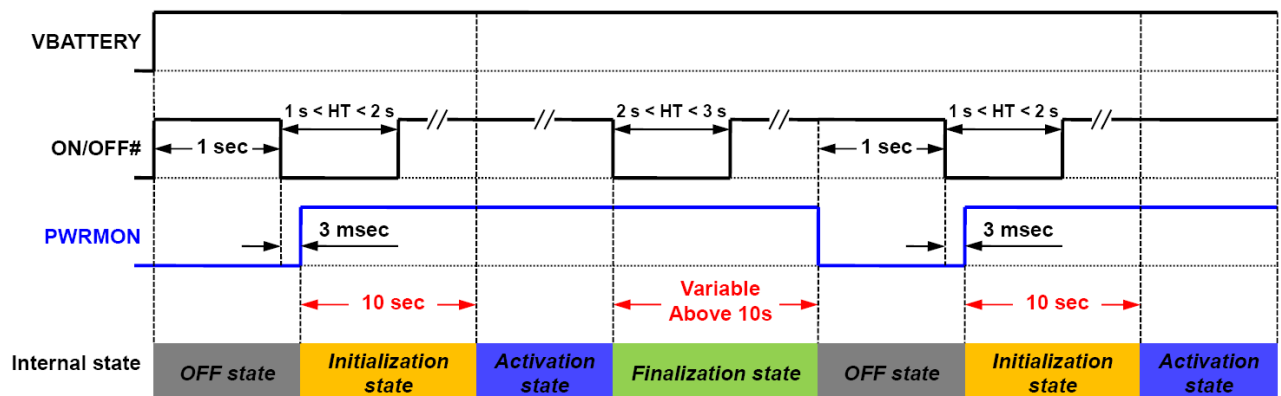 VBATTERY
1 s < HT < 2 s
2 s < HT < 3 s
1 s < HT < 2 s
ON/OFF#
1 sec
1 sec
PWRMON
3 msec
3 msec
10 sec
Variable
Above 10s
10 sec
Internal state
OFF state
Initialization
state
Activation
state
Finalization state
OFF state
Initialization
state
Activation
state